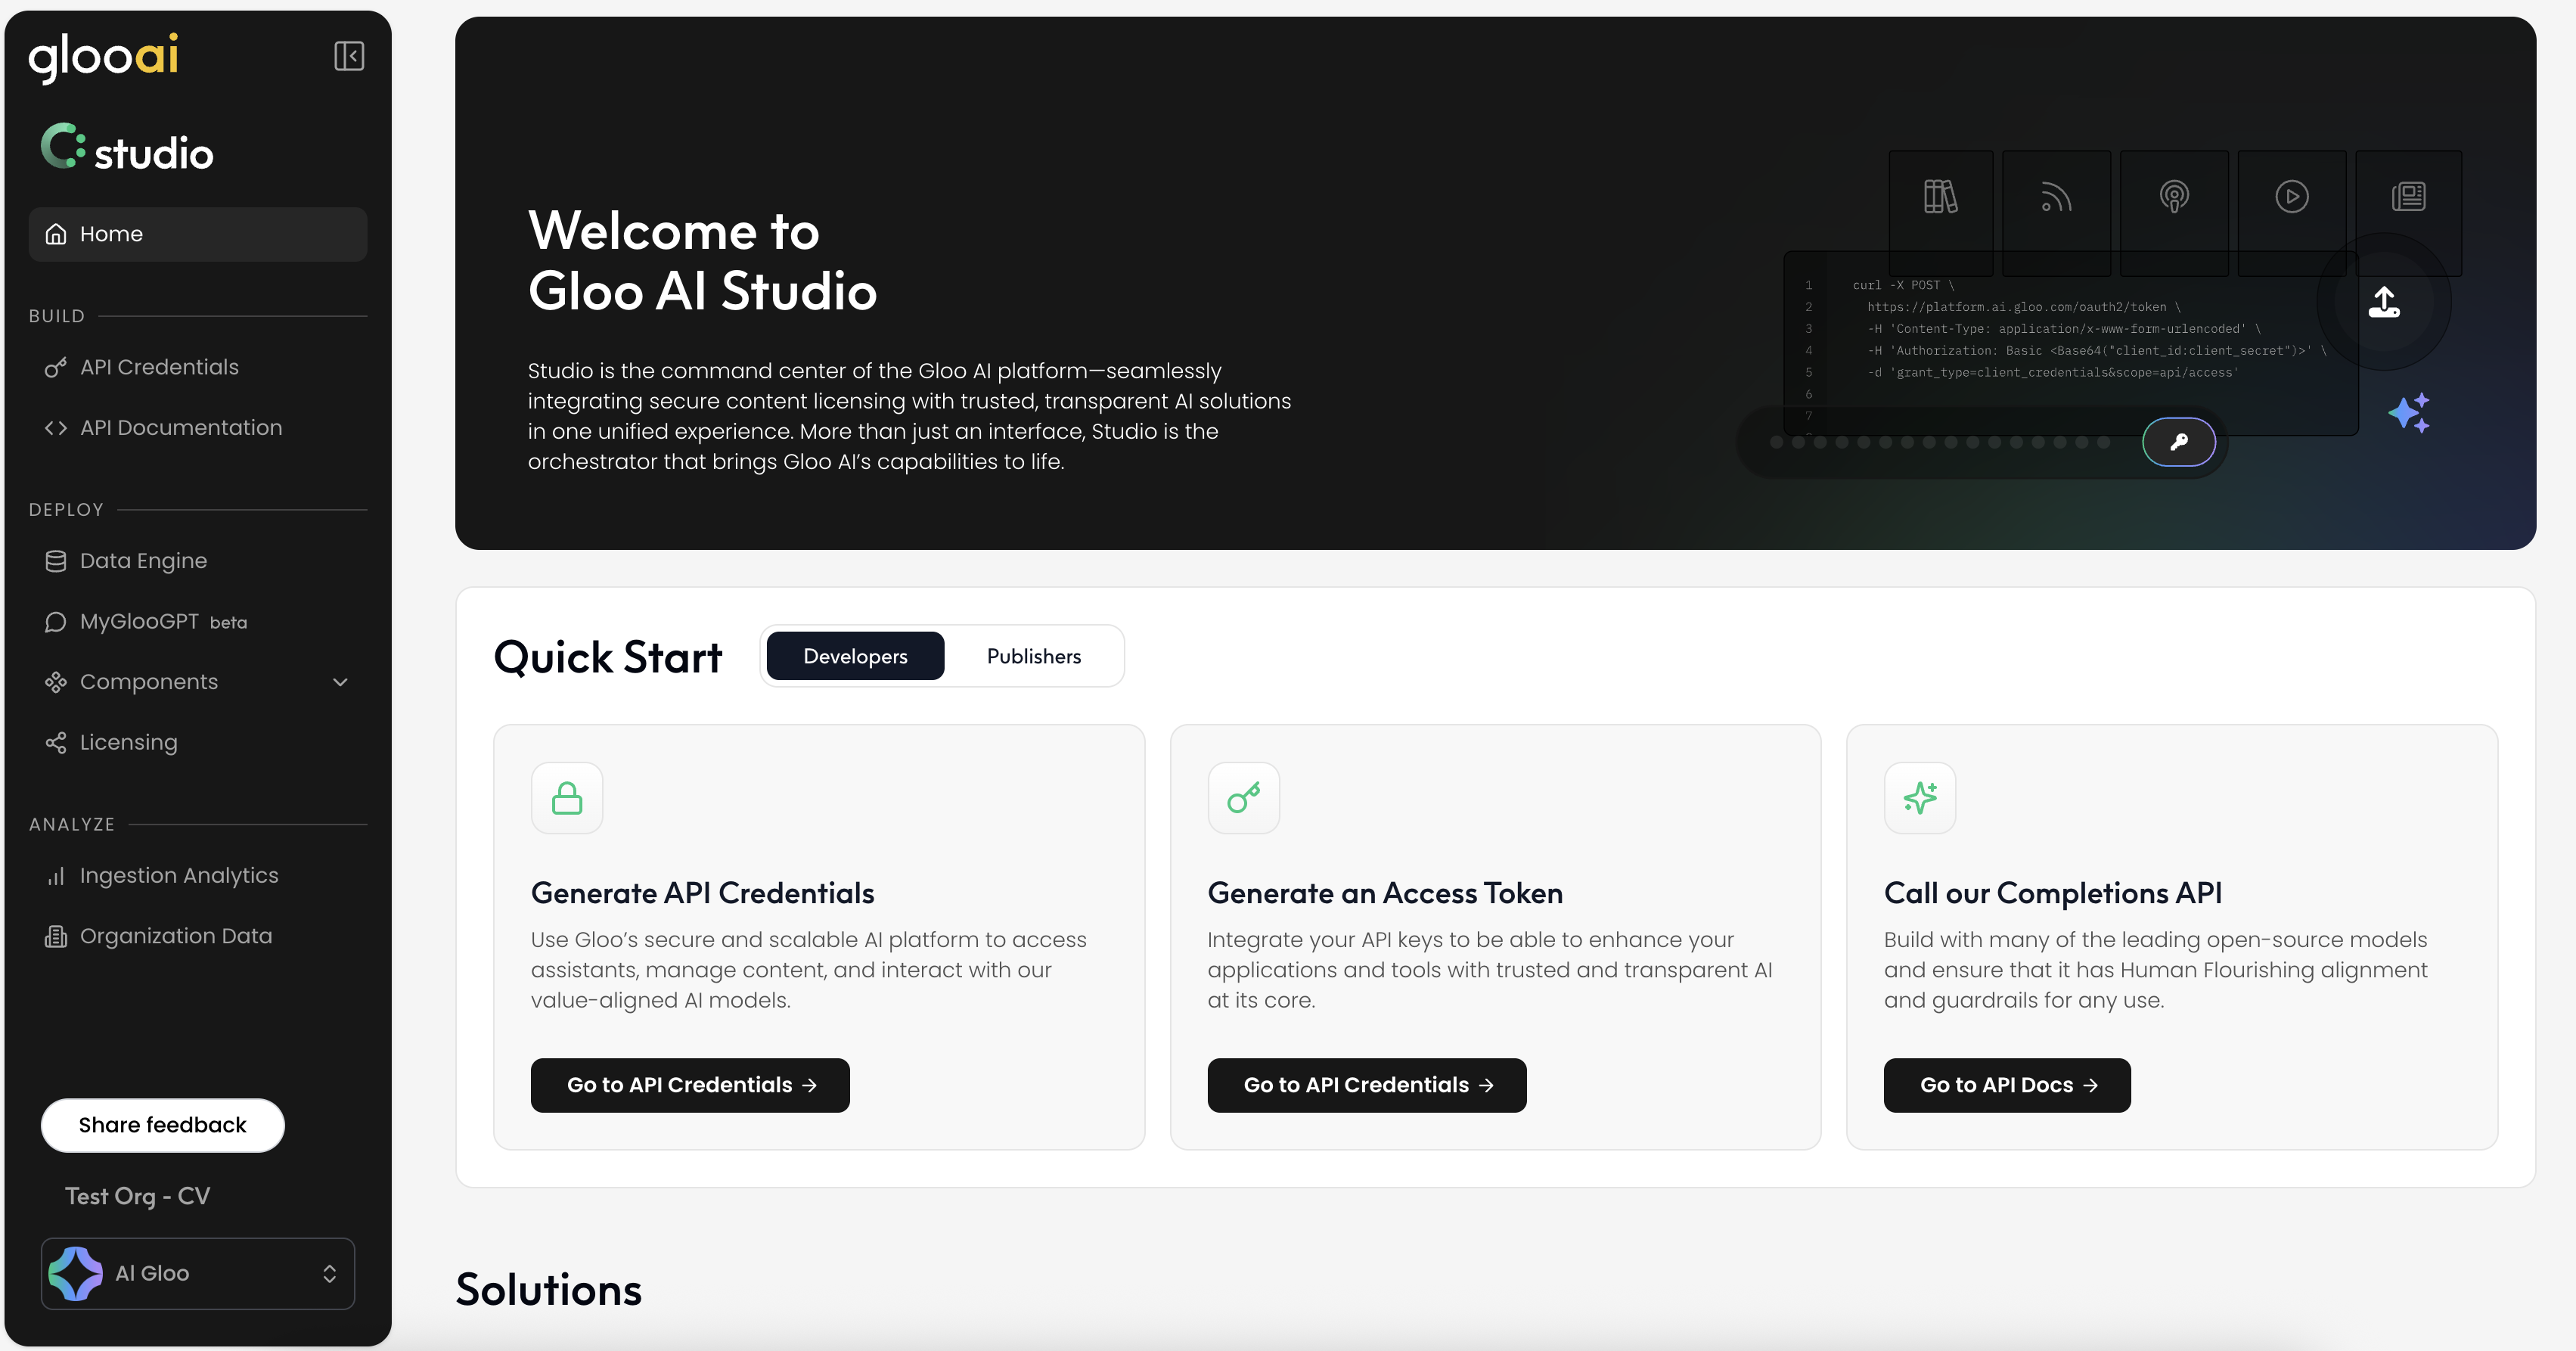 glooai
studio
Home
BUILD
API Credentials
API Documentation
DEPLOY
Data Engine
MyGlooGPT beta
Components
Licensing
ANALYZE
Ingestion Analytics
Organization Data
Share feedback
Test Org - CV
AI Gloo
Welcome to
Gloo AI Studio
Studio is the command center of the Gloo AI platform—seamlessly
integrating secure content licensing with trusted, transparent AI solutions
in one unified experience. More than just an interface, Studio is the
orchestrator that brings Gloo AI’s capabilities to life.
1 curl -X POST \
2 https://platform.ai.gloo.com/oauth2/token \
3 -H 'Content-Type: application/x-www-form-urlencoded' \
4 -H 'Authorization: Basic <Base64("client_id:client_secret")>' \
5 -d 'grant_type=client_credentials&scope=api/access'
6
7
Quick Start
Developers
Publishers
Generate API Credentials
Use Gloo’s secure and scalable AI platform to access
assistants, manage content, and interact with our
value-aligned AI models.
Go to API Credentials →
Generate an Access Token
Integrate your API keys to be able to enhance your
applications and tools with trusted and transparent AI
at its core.
Go to API Credentials →
Call our Completions API
Build with many of the leading open-source models
and ensure that it has Human Flourishing alignment
and guardrails for any use.
Go to API Docs →
Solutions